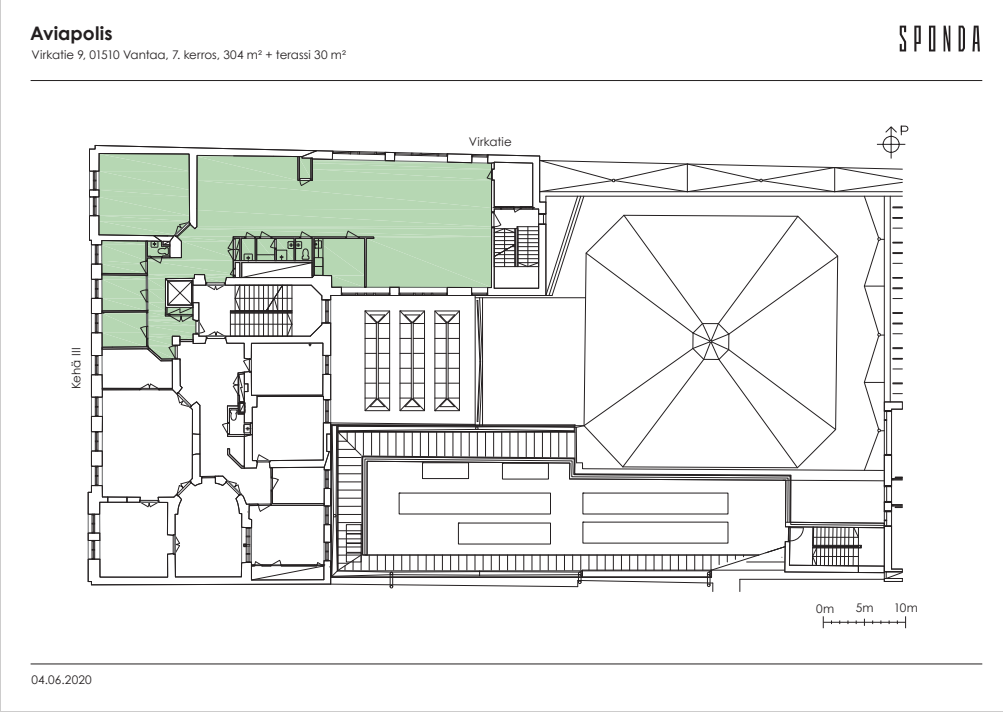 Aviapolis
SPONDA
Virkatie 9, 01510 Vantaa, 7. kerros, 304 m² + terassi 30 m²
Virkatie
P
Kehä III
0m 5m 10m
04.06.2020